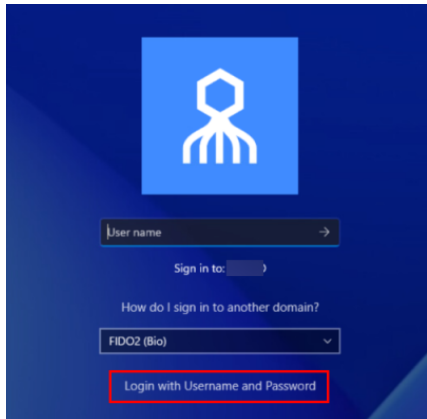 User name
Sign in to:
How do I sign in to another domain?
FIDO2 (Bio)
Login with Username and Password